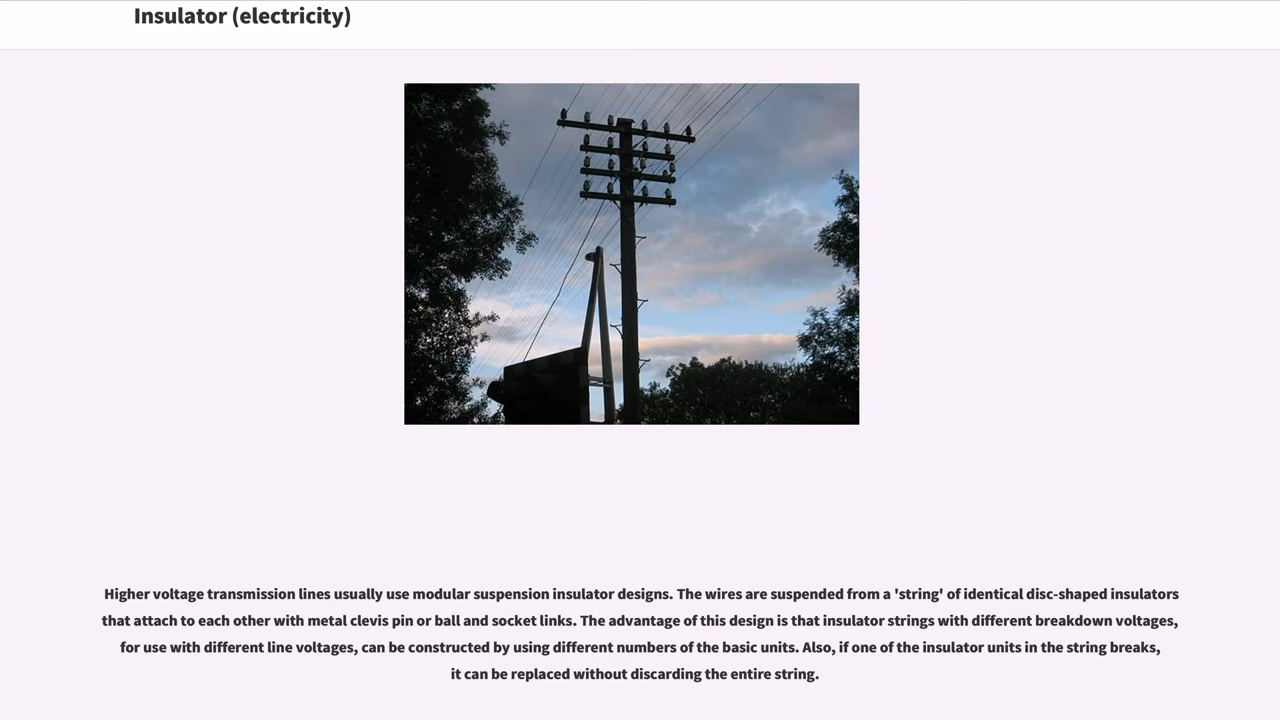 Insulator (electricity)
Higher voltage transmission lines usually use modular suspension insulator designs. The wires are suspended from a 'string' of identical disc-shaped insulators
that attach to each other with metal clevis pin or ball and socket links. The advantage of this design is that insulator strings with different breakdown voltages,
for use with different line voltages, can be constructed by using different numbers of the basic units. Also, if one of the insulator units in the string breaks,
it can be replaced without discarding the entire string.